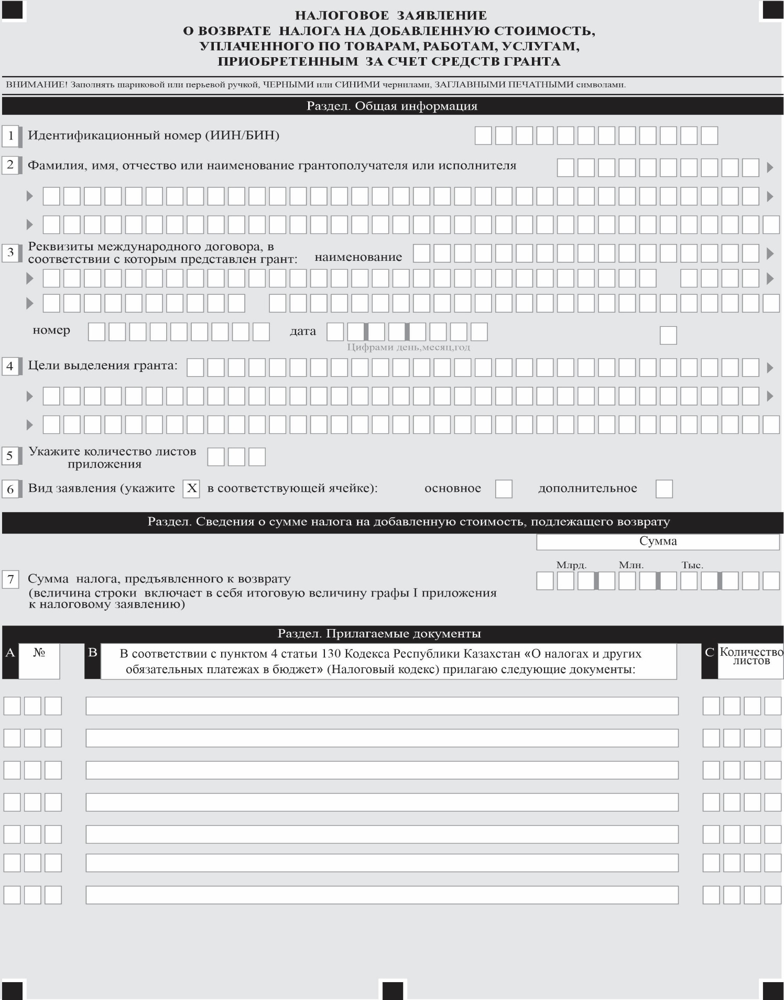 НАЛОГОВОЕ ЗАЯВЛЕНИЕ
О ВОЗВРАТЕ НАЛОГА НА ДОБАВЛЕННУЮ СТОИМОСТЬ,
УПЛАЧЕННОГО ПО ТОВАРАМ, РАБОТАМ, УСЛУГАМ,
ПРИОБРЕТЕННЫМ ЗА СЧЕТ СРЕДСТВ ГРАНТА
ВНИМАНИЕ! Заполнять шариковой или перьевой ручкой, ЧЕРНЫМИ или СИНИМИ чернилами, ЗАГЛАВНЫМИ ПЕЧАТНЫМИ символами.
Раздел. Общая информация
1 Идентификационный номер (ИИН/БИН)
2 Фамилия, имя, отчество или наименование грантополучателя или исполнителя
3 Реквизиты международного договора, в
соответствии с которым представлен грант: наименование
номер дата
Цифрами день,месяц,год
4 Цели выделения гранта:
5 Укажите количество листов
приложения
6 Вид заявления (укажите X в соответствующей ячейке): основное дополнительное
Раздел. Сведения о сумме налога на добавленную стоимость, подлежащего возврату
Сумма
Млрд. Млн. Тыс.
7 Сумма налога, предъявленного к возврату
(величина строки включает в себя итоговую величину графы I приложения
к налоговому заявлению)
Раздел. Прилагаемые документы
A № B В соответствии с пунктом 4 статьи 130 Кодекса Республики Казахстан «О налогах и других C Количество
обязательных платежах в бюджет» (Налоговый кодекс) прилагаю следующие документы: листов